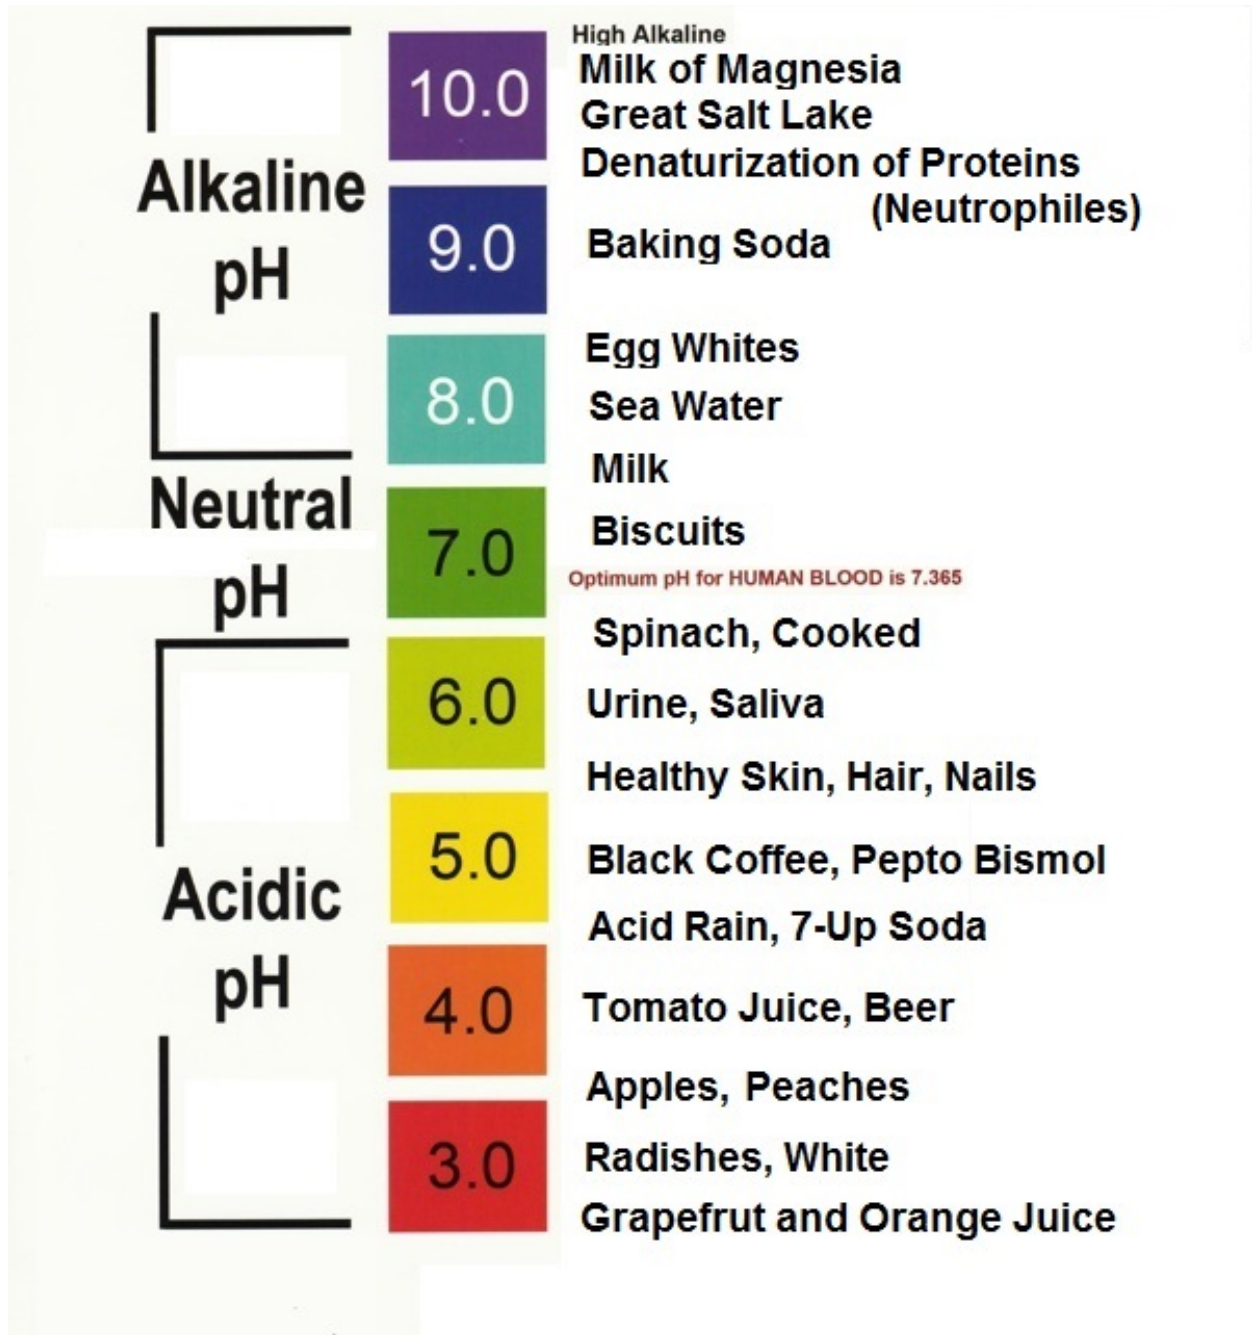 High Alkaline
10.0
Milk of Magnesia
Great Salt Lake
Denaturization of Proteins
(Neutrophiles)
Alkaline
pH
9.0
Baking Soda
8.0
Egg Whites
Sea Water
Milk
Neutral
pH
7.0
Biscuits
Optimum pH for HUMAN BLOOD is 7.365
Spinach, Cooked
6.0
Urine, Saliva
Healthy Skin, Hair, Nails
Acidic
pH
5.0
Black Coffee, Pepto Bismol
Acid Rain, 7-Up Soda
4.0
Tomato Juice, Beer
Apples, Peaches
3.0
Radishes, White
Grapefrut and Orange Juice